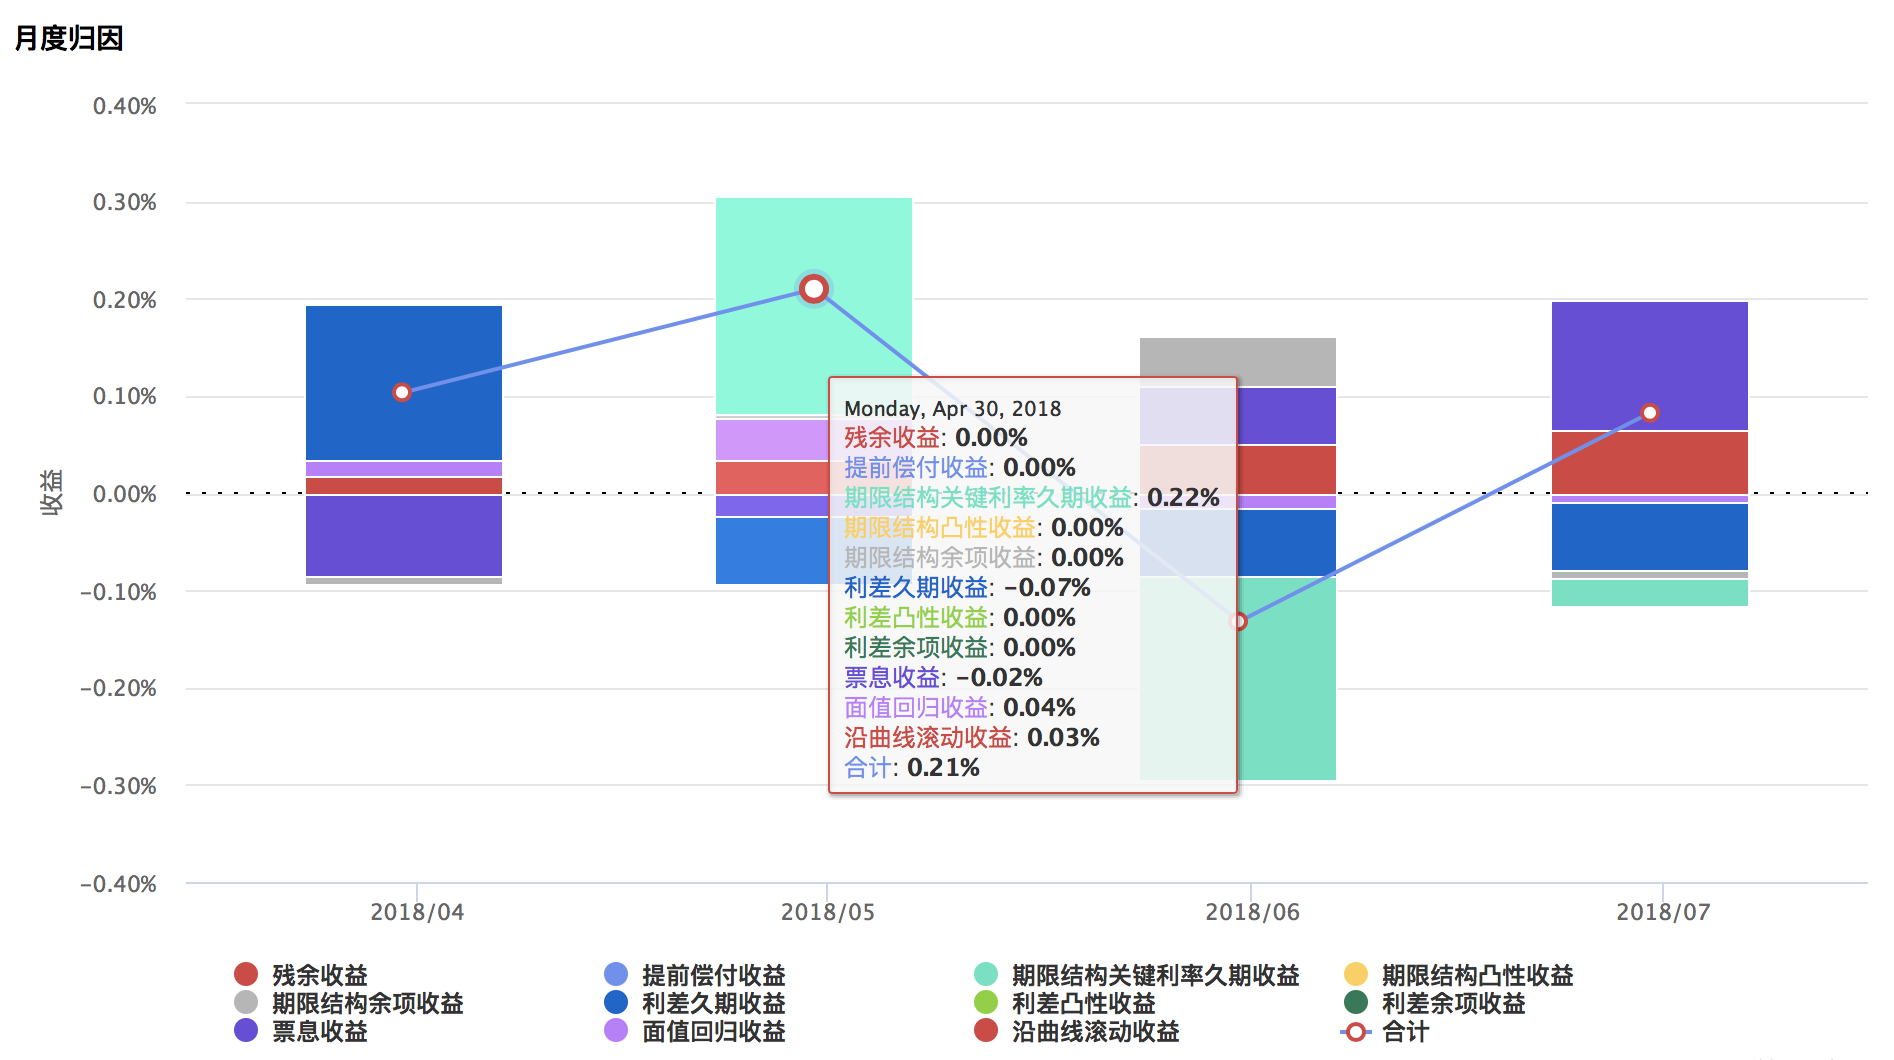 月度归因
0.40%
0.30%
0.20%
0.10%
0.00%
-0.10%
-0.20%
-0.30%
-0.40%
收益
Monday, Apr 30, 2018
残余收益: 0.00%
提前偿付收益: 0.00%
期限结构关键利率久期收益: 0.22%
期限结构凸性收益: 0.00%
期限结构余项收益: 0.00%
利差久期收益: -0.07%
利差凸性收益: 0.00%
利差余项收益: 0.00%
票息收益: -0.02%
面值回归收益: 0.04%
沿曲线滚动收益: 0.03%
合计: 0.21%
2018/04 2018/05 2018/06 2018/07
残余收益 提前偿付收益 期限结构关键利率久期收益 期限结构凸性收益
期限结构余项收益 利差久期收益 利差凸性收益 利差余项收益
票息收益 面值回归收益 沿曲线滚动收益 合计